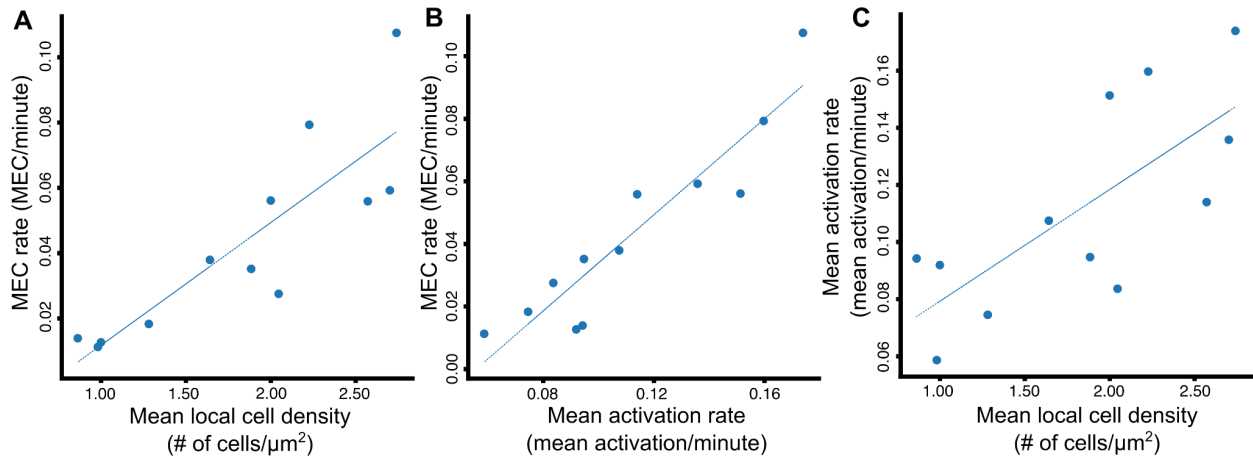 A
MEC rate (MEC/minute)
0.10
0.08
0.06
0.04
0.02
1.00 1.50 2.00 2.50
Mean local cell density
(# of cells/µm²)
B
MEC rate (MEC/minute)
0.10
0.08
0.06
0.04
0.02
0.00
0.08 0.12 0.16
Mean activation rate
(mean activation/minute)
C
Mean activation rate
(mean activation/minute)
0.16
0.14
0.12
0.10
0.08
0.06
1.00 1.50 2.00 2.50
Mean local cell density
(# of cells/µm²)